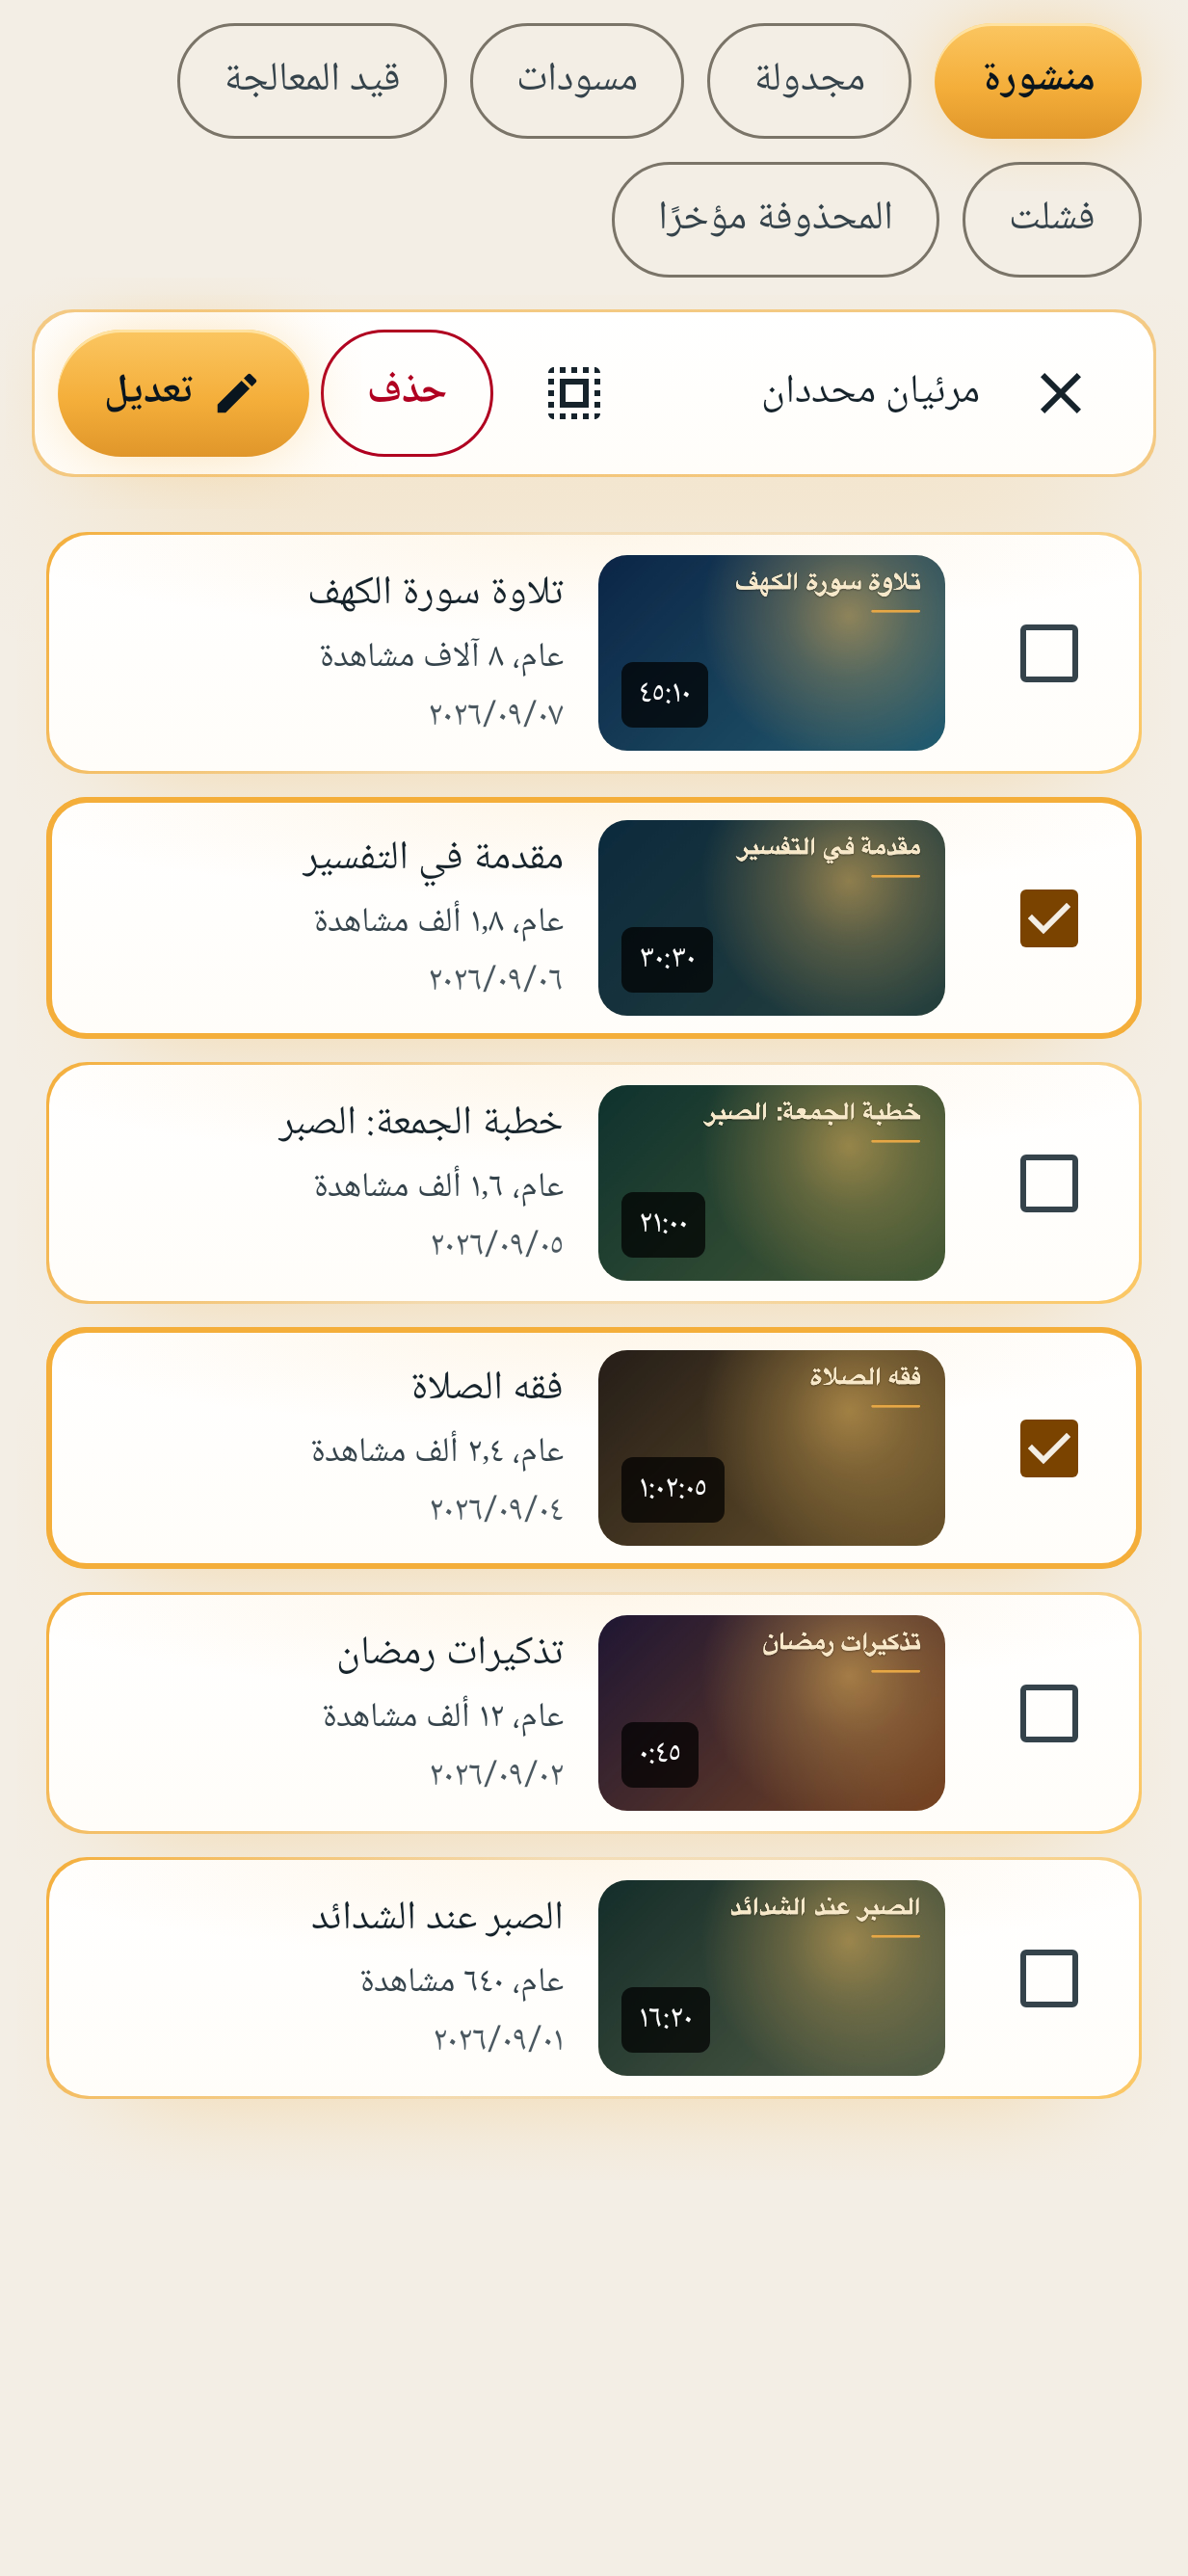 منشورة
مجدولة
مسودات
قيد المعالجة
فشلت
المحذوفة مؤخرًا
مرئيان محددان
حذف
تعديل
تلاوة سورة الكهف
٤٥:١٠
تلاوة سورة الكهف
عام، ٨ آلاف مشاهدة
٢٠٢٦/٠٩/٠٧
مقدمة في التفسير
٣٠:٣٠
مقدمة في التفسير
عام، ١٫٨ ألف مشاهدة
٢٠٢٦/٠٩/٠٦
خطبة الجمعة: الصبر
٢١:٠٠
خطبة الجمعة: الصبر
عام، ١٫٦ ألف مشاهدة
٢٠٢٦/٠٩/٠٥
فقه الصلاة
١:٠٢:٠٥
فقه الصلاة
عام، ٢٫٤ ألف مشاهدة
٢٠٢٦/٠٩/٠٤
تذكيرات رمضان
٠:٤٥
تذكيرات رمضان
عام، ١٢ ألف مشاهدة
٢٠٢٦/٠٩/٠٢
الصبر عند الشدائد
١٦:٢٠
الصبر عند الشدائد
عام، ٦٤٠ مشاهدة
٢٠٢٦/٠٩/٠١